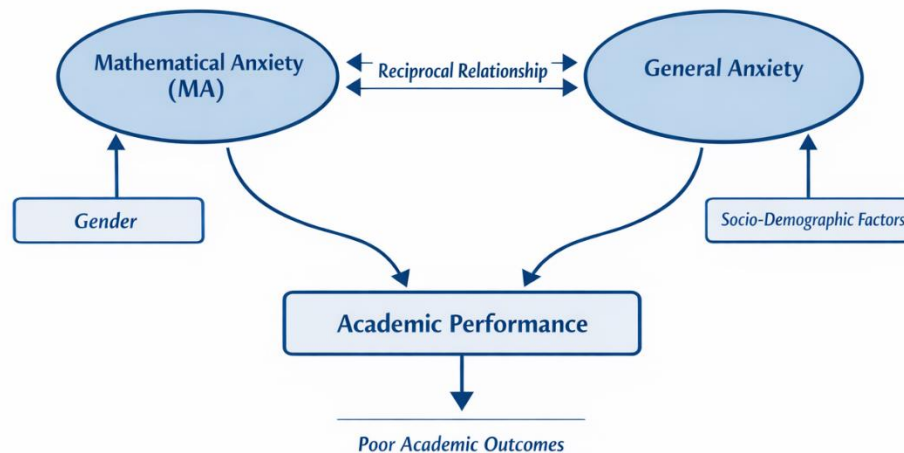 Mathematical Anxiety
(MA)
Reciprocal Relationship
General Anxiety
Gender
Socio-Demographic Factors
Academic Performance
Poor Academic Outcomes